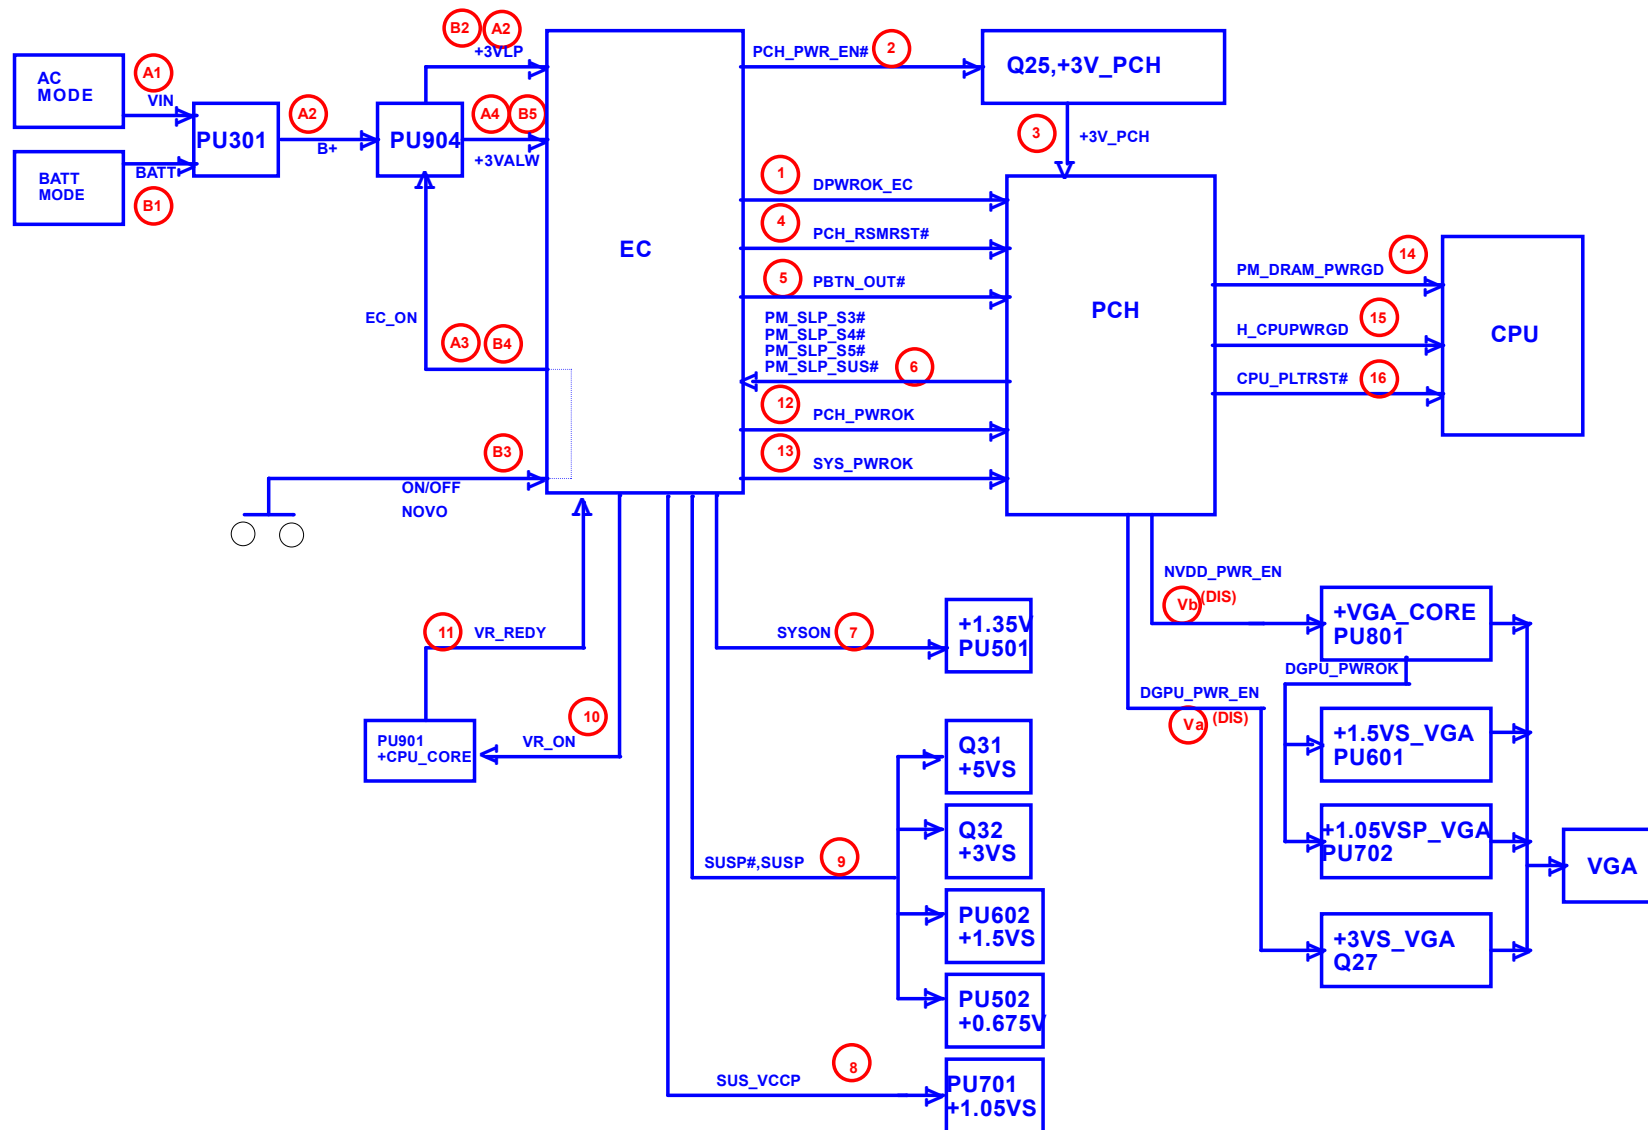 B2
A2
+3VLP
PCH_PWR_EN#
2
Q25,+3V_PCH
AC
MODE
A1
VIN
PU301
A2
B+
PU904
A4
B5
+3VALW
3
+3V_PCH
BATT
MODE
BATT
B1
EC
1
DPWROK_EC
4
PCH_RSMRST#
5
PBTN_OUT#
PM_SLP_S3#
PM_SLP_S4#
PM_SLP_S5#
PM_SLP_SUS#
6
12
PCH_PWROK
13
SYS_PWROK
PCH
PM_DRAM_PWRGD
14
H_CPUPWRGD
15
CPU_PLTRST#
16
CPU
EC_ON
A3
B4
B3
ON/OFF
NOVO
11
VR_REDY
10
VR_ON
PU901
+CPU_CORE
SYSON
7
+1.35V
PU501
Q31
+5VS
Q32
+3VS
SUSP#,SUSP
9
PU602
+1.5VS
PU502
+0.675V
SUS_VCCP
8
PU701
+1.05VS
NVDD_PWR_EN
Vb
(DIS)
+VGA_CORE
PU801
DGPU_PWROK
DGPU_PWR_EN
Va
(DIS)
+1.5VS_VGA
PU601
+1.05VSP_VGA
PU702
+3VS_VGA
Q27
VGA